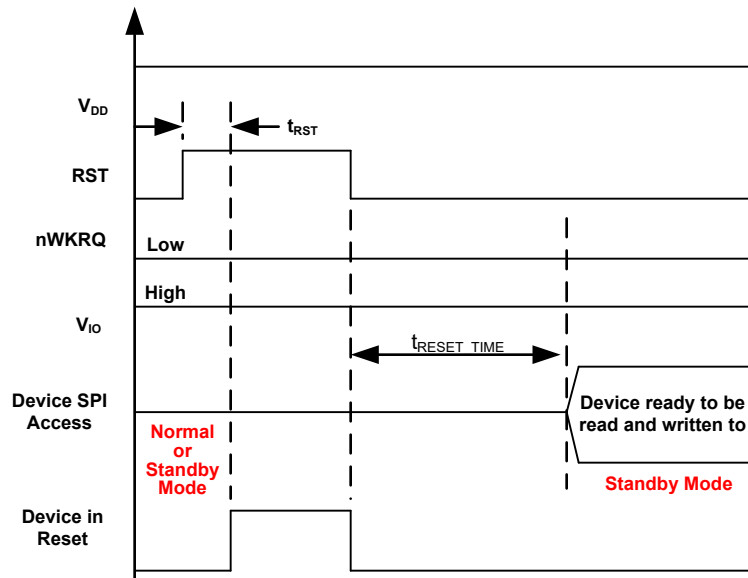 VDD
tRST
RST
nWKRQ
Low
High
VIO
tRESET_TIME
Device SPI
Access
Device ready to be
read and written to
Normal
or
Standby
Mode
Standby Mode
Device in
Reset